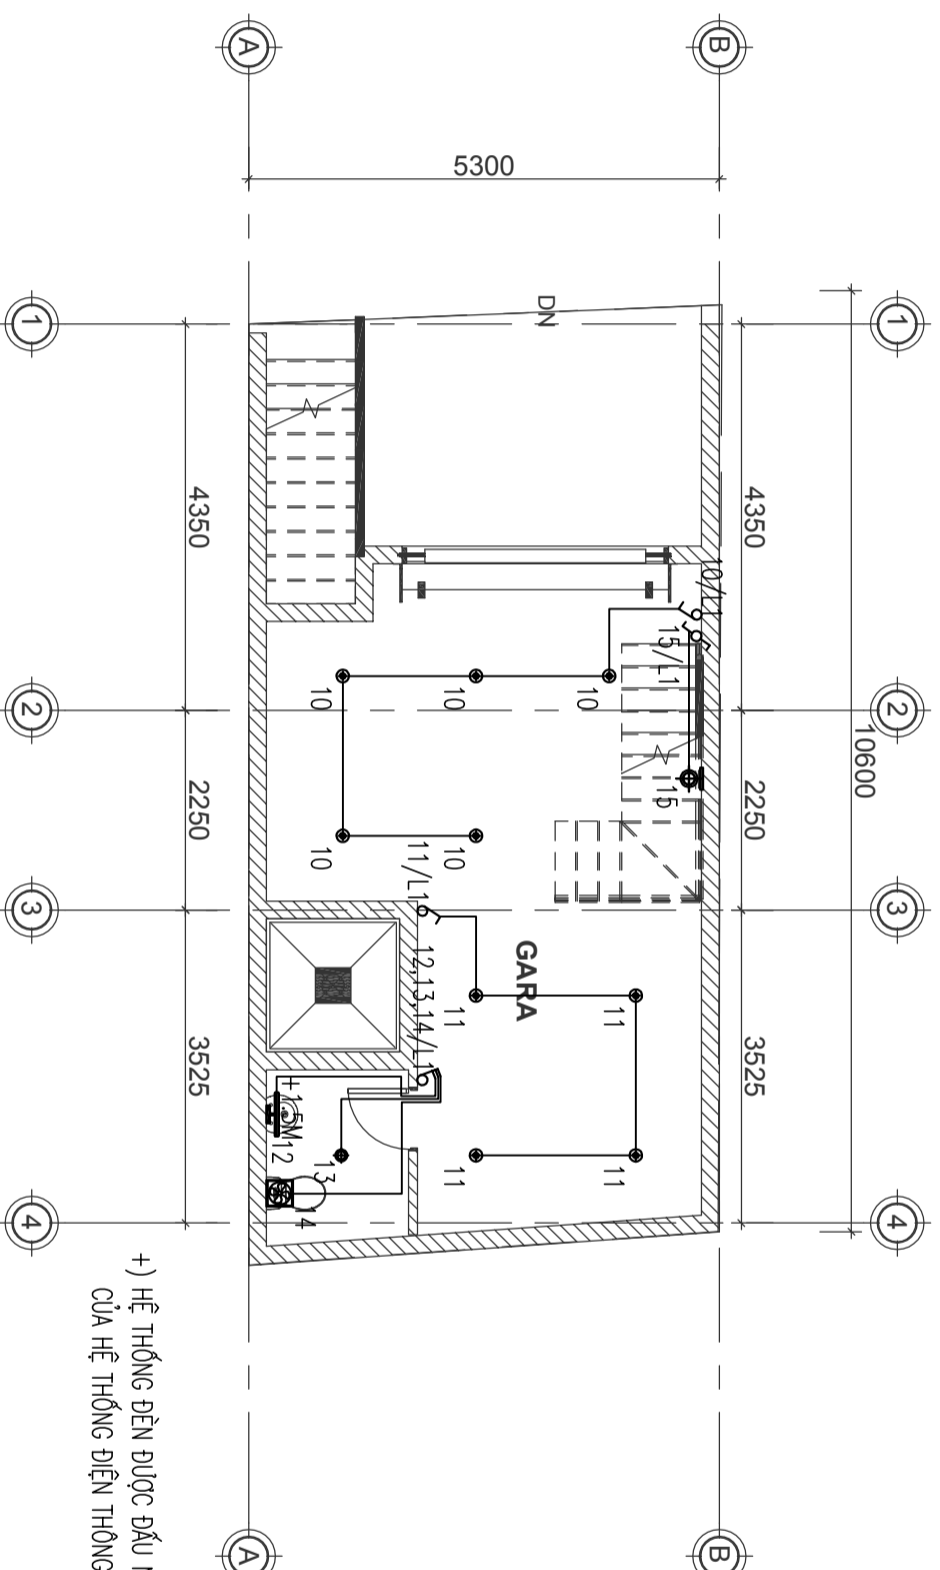 A
B
5300
1
1
DN
4350
4350
10/L1
15/L1
10
10
10
2
2
10600
2250
2250
15
10
10
11/L1
3
3
GARA
12,13,14/L1
11
11
3525
3525
+1.5M
12
13
14
11
11
4
4
+) HỆ THỐNG ĐÈN ĐƯỢC ĐẤU
CỦA HỆ THỐNG ĐIỆN THÔNG
A
B